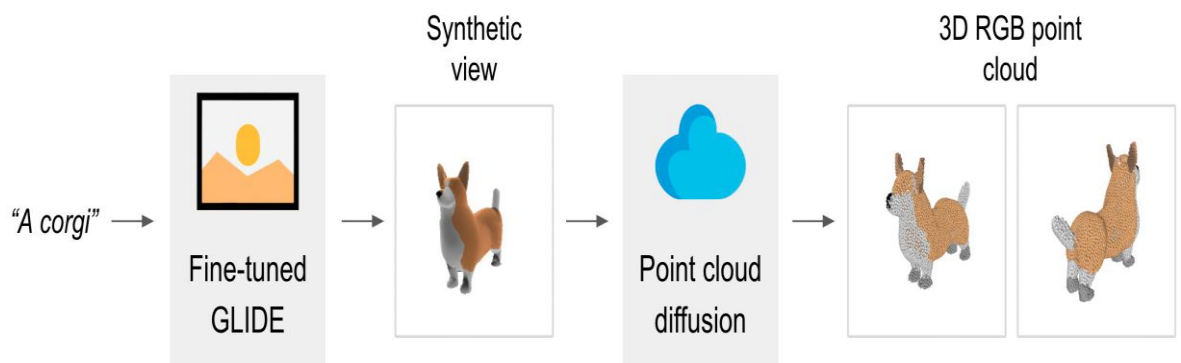 “A corgi”
Fine-tuned
GLIDE
Synthetic
view
Point cloud
diffusion
3D RGB point
cloud